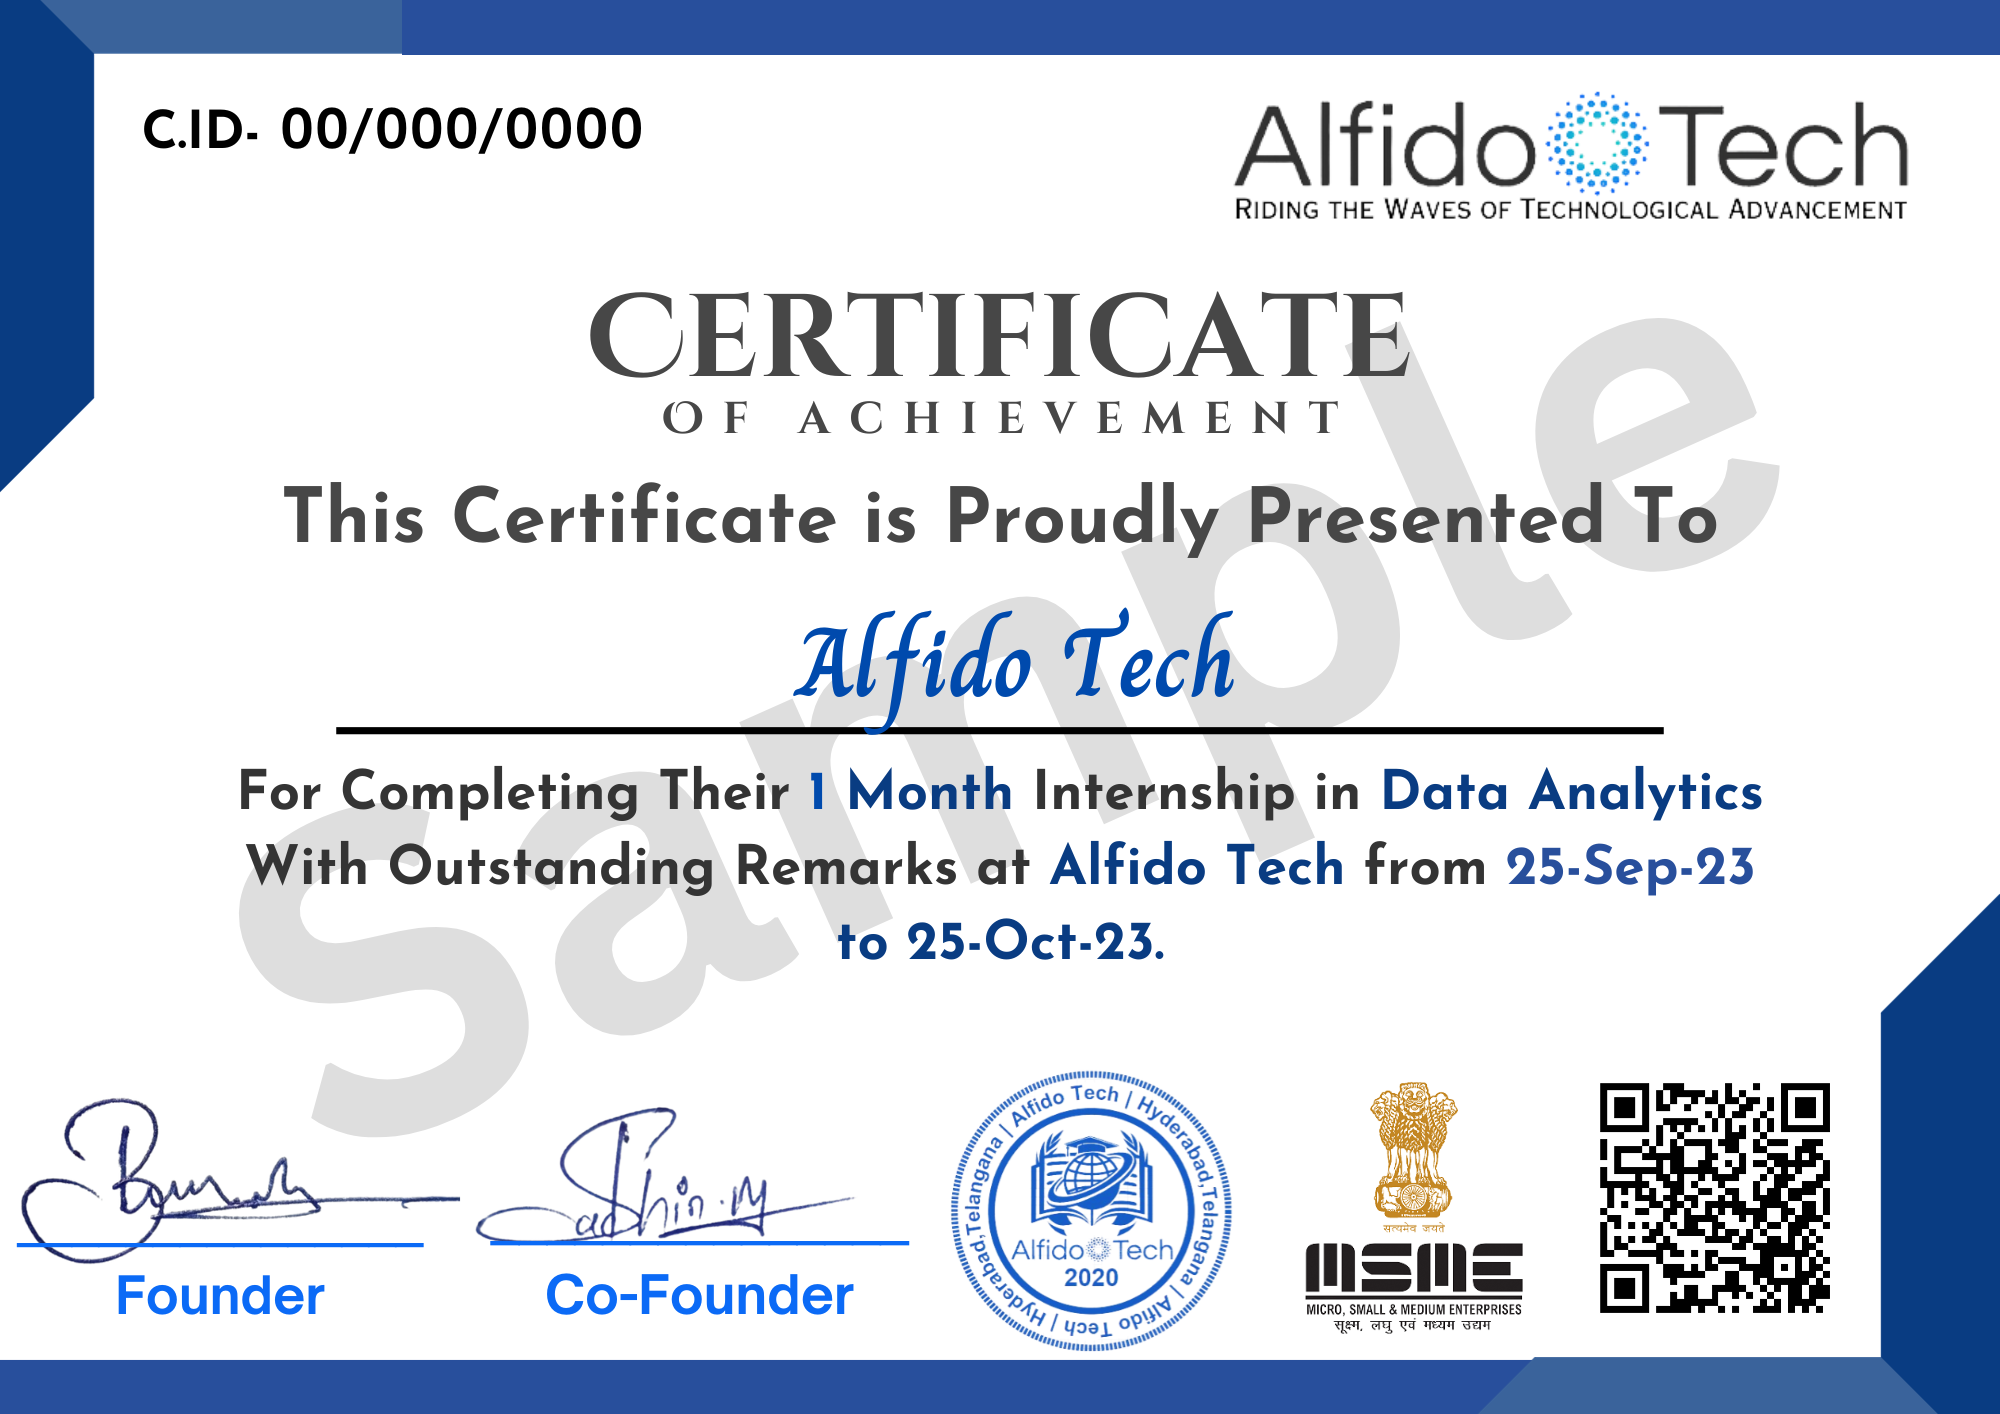 C.ID- 00/000/0000
Alfido Tech
RIDING THE WAVES OF TECHNOLOGICAL ADVANCEMENT
CERTIFICATE
OF ACHIEVEMENT
This Certificate is Proudly Presented To
Alfido Tech
For Completing Their 1 Month Internship in Data Analytics
With Outstanding Remarks at Alfido Tech from 25-Sep-23
to 25-Oct-23.
Sample
Sachin.M
Founder
Co-Founder
Alfido Tech | Hyderabad,Telangana | Alfido Tech | Hyderabad,Telangana |
Alfido Tech
2020
सत्यमेव जयते
MSME
MICRO, SMALL & MEDIUM ENTERPRISES
सूक्ष्म, लघु एवं मध्यम उद्यम